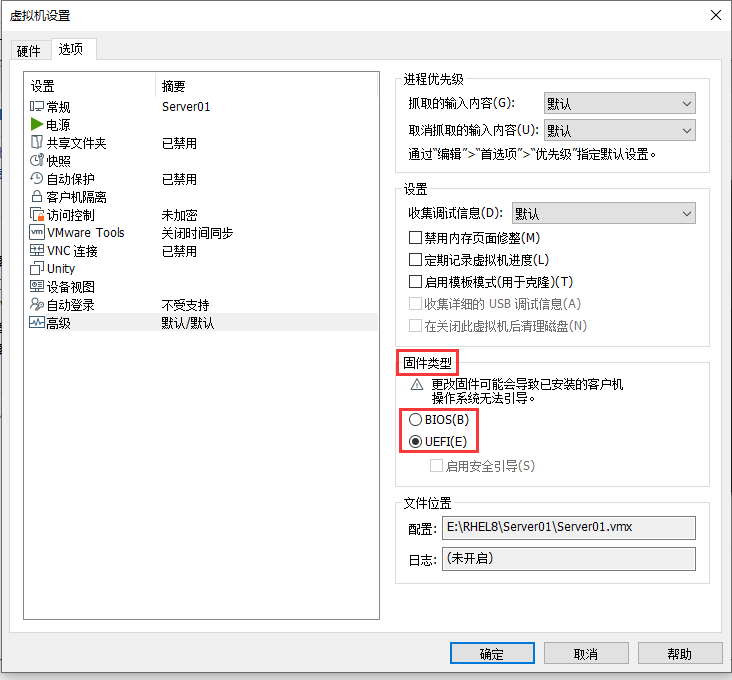 虚拟机设置
硬件 选项
设置 摘要
常规 Server01
电源
共享文件夹 已禁用
快照
自动保护 已禁用
客户机隔离
访问控制 未加密
VMware Tools 关闭时间同步
VNC 连接 已禁用
Unity
设备视图
自动登录 不受支持
高级 默认/默认
进程优先级
抓取的输入内容(G): 默认
取消抓取的输入内容(U): 默认
通过“编辑”>“首选项”>“优先级”指定默认设置。
设置
收集调试信息(D): 默认
禁用内存页面修整(M)
定期记录虚拟机进度(L)
启用模板模式(用于克隆)(T)
收集详细的 USB 调试信息(A)
在关闭此虚拟机后清理磁盘(N)
固件类型
更改固件可能会导致已安装的客户机
操作系统无法引导。
BIOS(B)
UEFI(E)
启用安全引导(S)
文件位置
配置: E:\RHEL8\Server01\Server01.vmx
日志: (未开启)
确定 取消 帮助